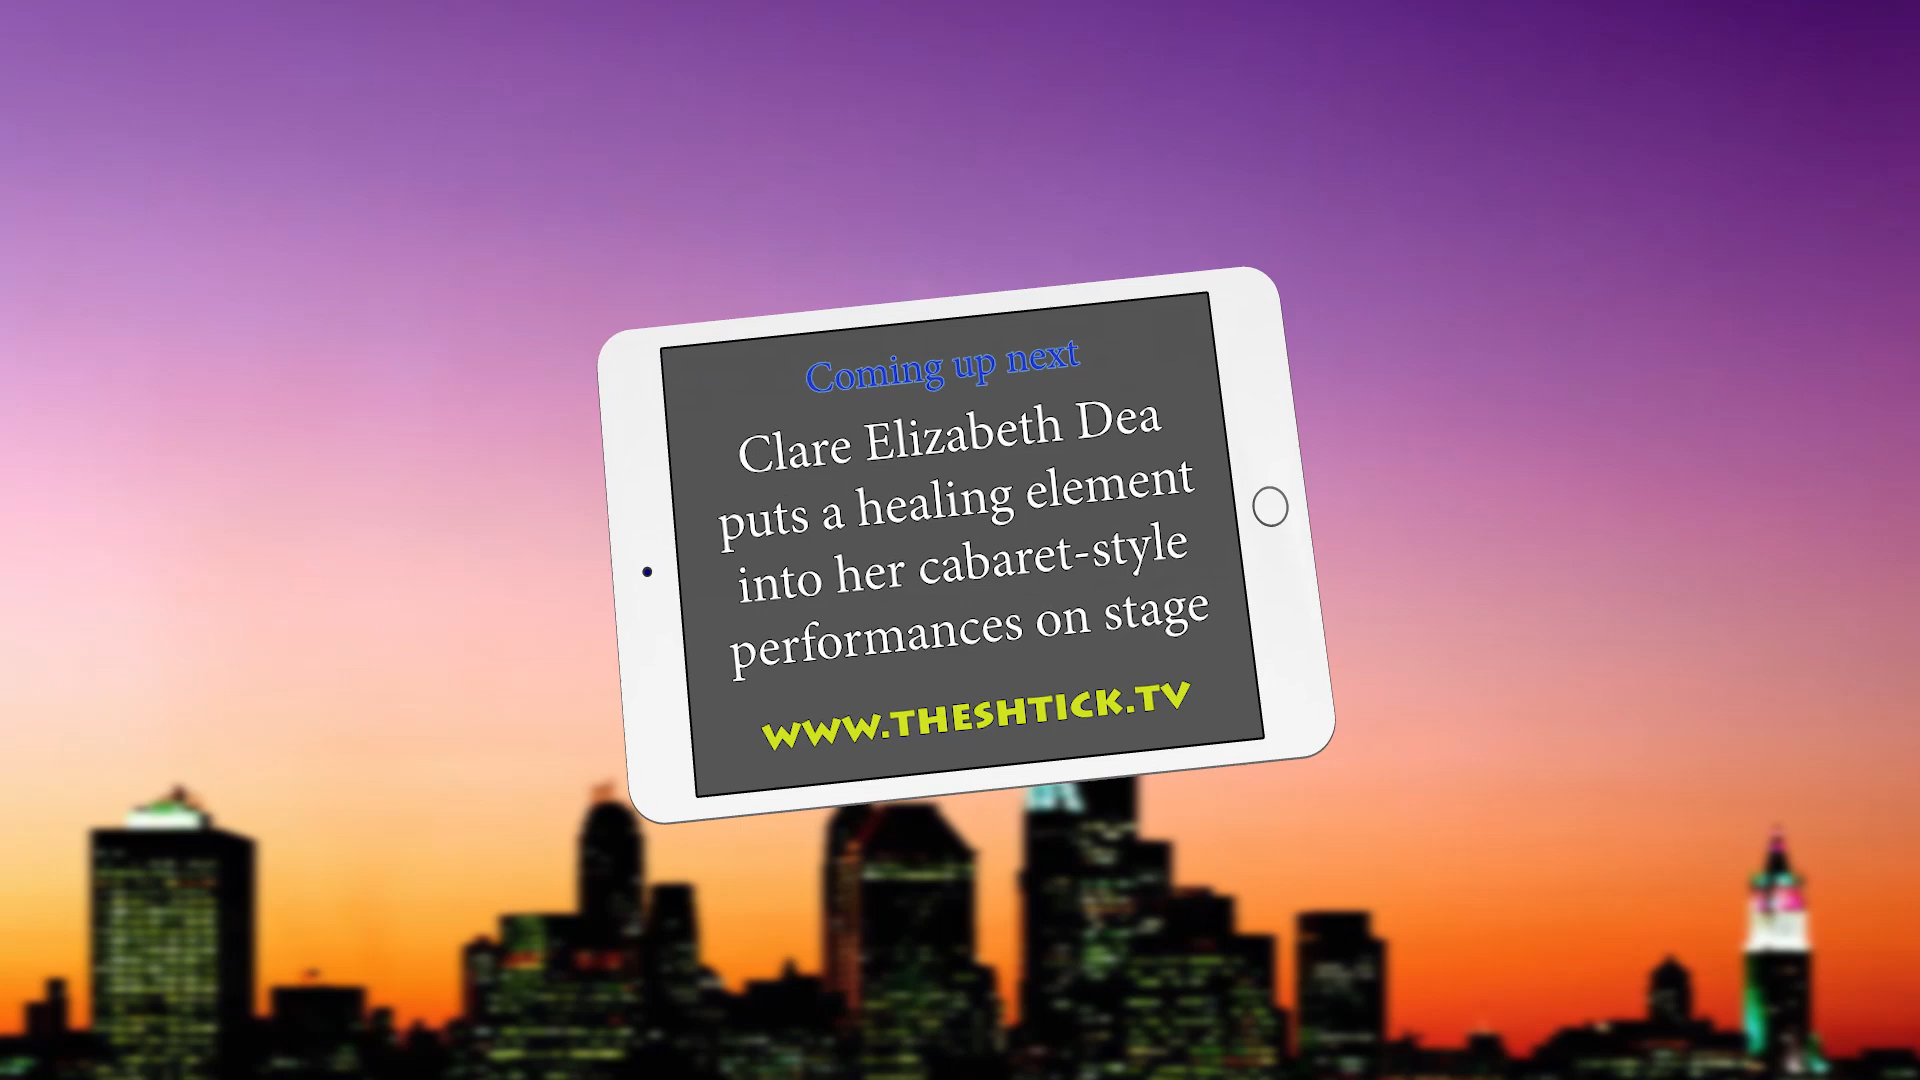 Coming up next
Clare Elizabeth Dea
puts a healing element
into her cabaret-style
performances on stage
WWW.THESHTICK.TV